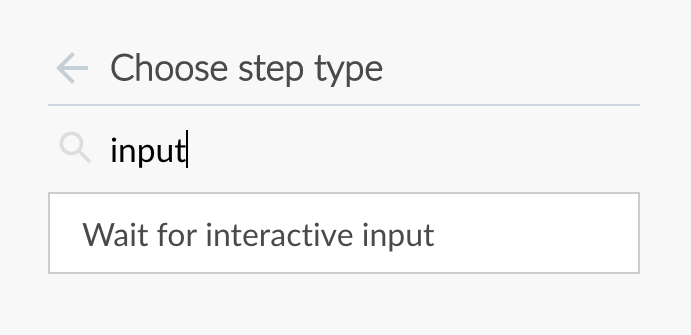 Choose step type
input
Wait for interactive input